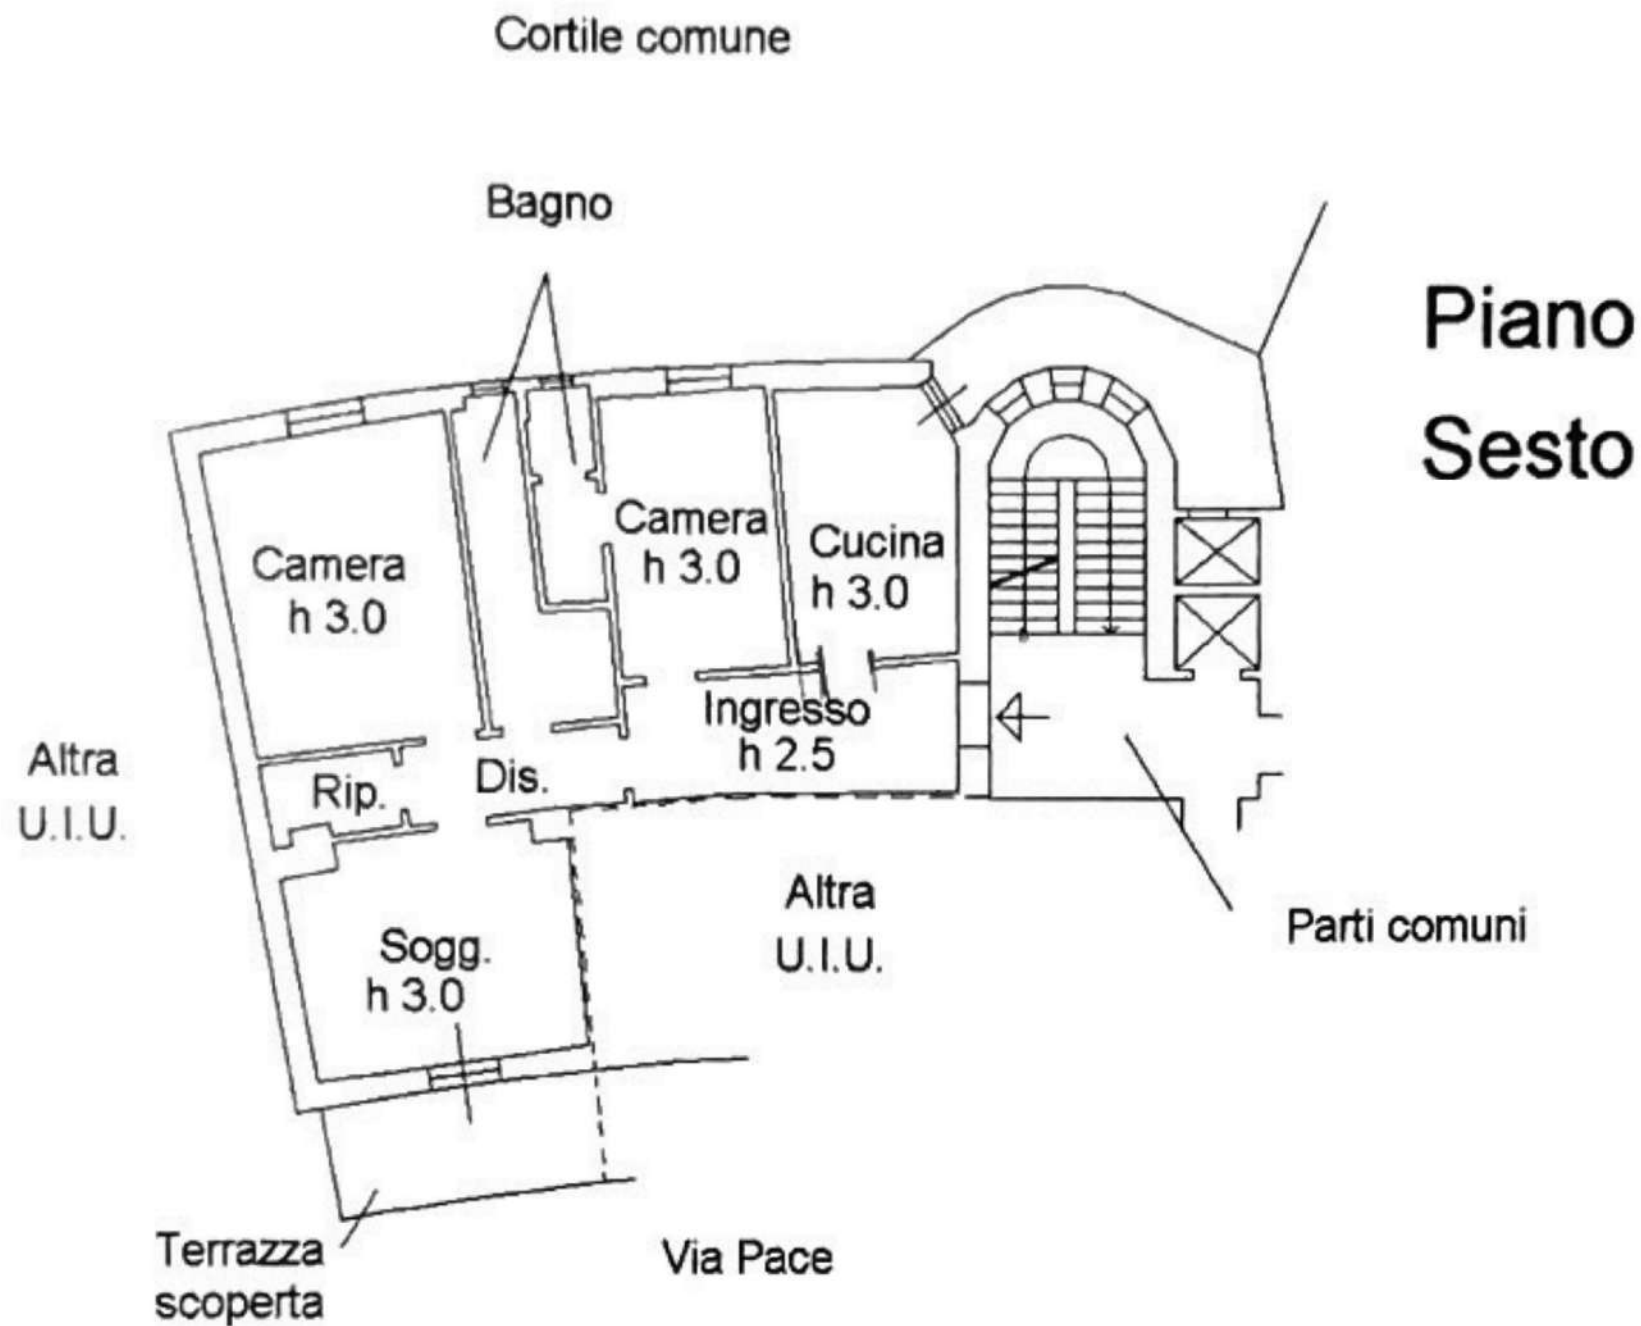 Cortile comune
Bagno
Piano
Sesto
Camera
h 3.0
Camera
h 3.0
Cucina
h 3.0
Ingresso
h 2.5
Altra
U.I.U.
Rip.
Dis.
Altra
U.I.U.
Parti comuni
Sogg.
h 3.0
Terrazza
scoperta
Via Pace